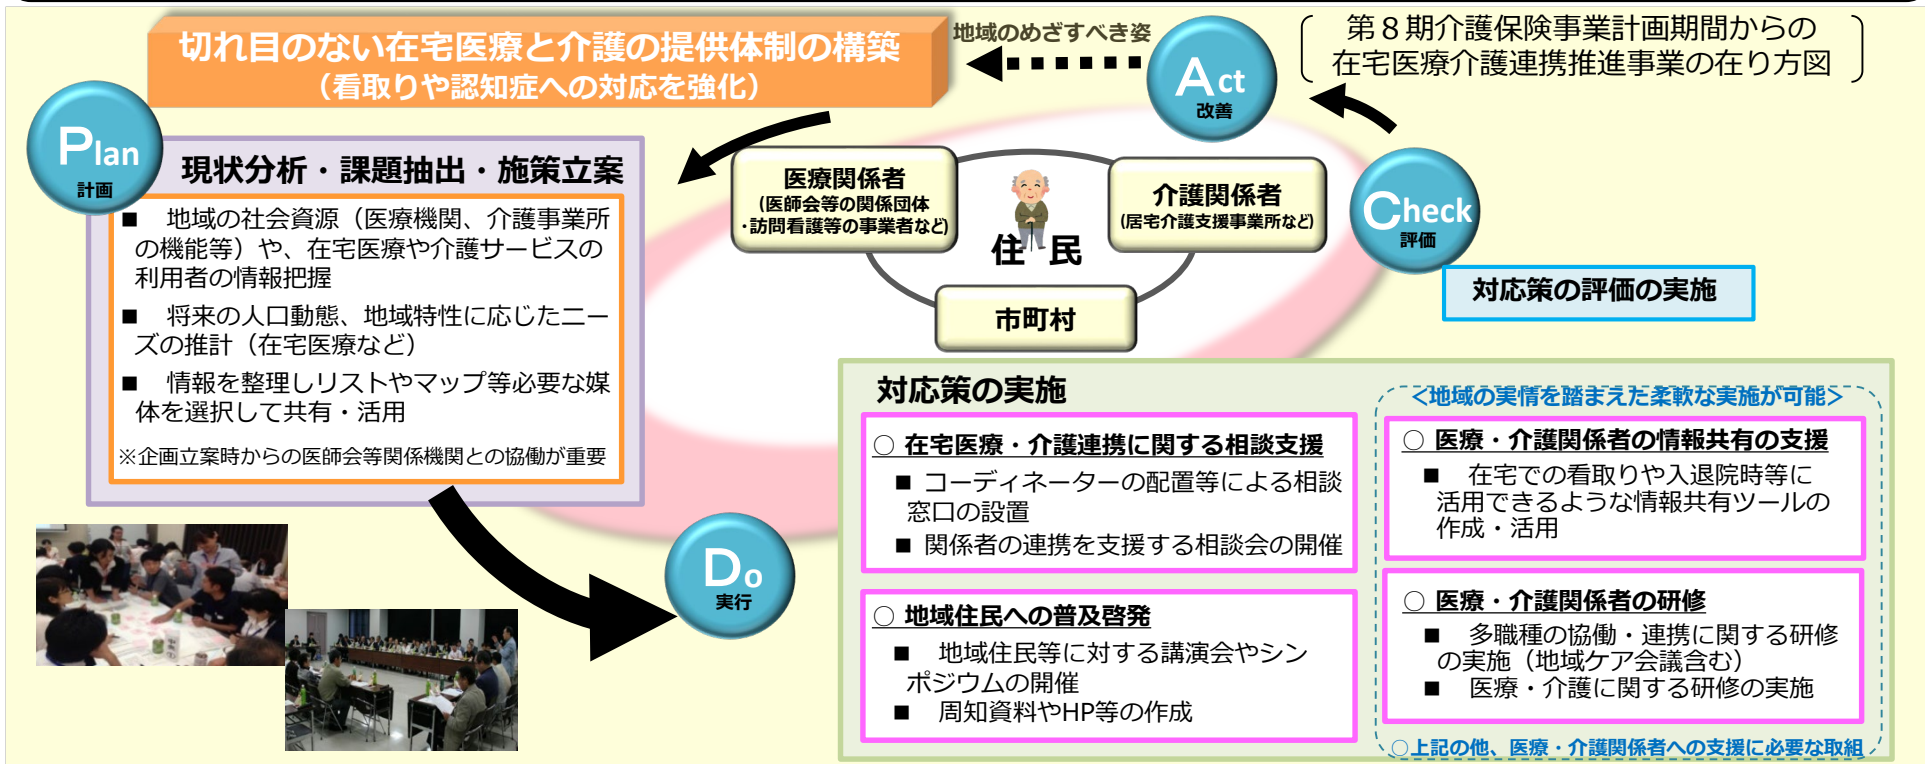 切れ目のない在宅医療と介護の提供体制の構築
（看取りや認知症への対応を強化）
地域のめざすべき姿
Act
改善
第８期介護保険事業計画期間からの
在宅医療介護連携推進事業の在り方図
Plan
計画
現状分析・課題抽出・施策立案
■ 地域の社会資源（医療機関、介護事業所
の機能等）や、在宅医療や介護サービスの
利用者の情報把握
■ 将来の人口動態、地域特性に応じたニー
ズの推計（在宅医療など）
■ 情報を整理しリストやマップ等必要な媒
体を選択して共有・活用
※企画立案時からの医師会等関係機関との協働が重要
医療関係者
(医師会等の関係団体
・訪問看護等の事業者など)
介護関係者
(居宅介護支援事業所など)
住 民
市町村
Check
評価
対応策の評価の実施
Do
実行
対応策の実施
○ 在宅医療・介護連携に関する相談支援
■ コーディネーターの配置等による相談
窓口の設置
■ 関係者の連携を支援する相談会の開催
○ 地域住民への普及啓発
■ 地域住民等に対する講演会やシン
ポジウムの開催
■ 周知資料やHP等の作成
＜地域の実情を踏まえた柔軟な実施が可能＞
○ 医療・介護関係者の情報共有の支援
■ 在宅での看取りや入退院時等に
活用できるような情報共有ツールの
作成・活用
○ 医療・介護関係者の研修
■ 多職種の協働・連携に関する研修
の実施（地域ケア会議含む）
■ 医療・介護に関する研修の実施
○上記の他、医療・介護関係者への支援に必要な取組